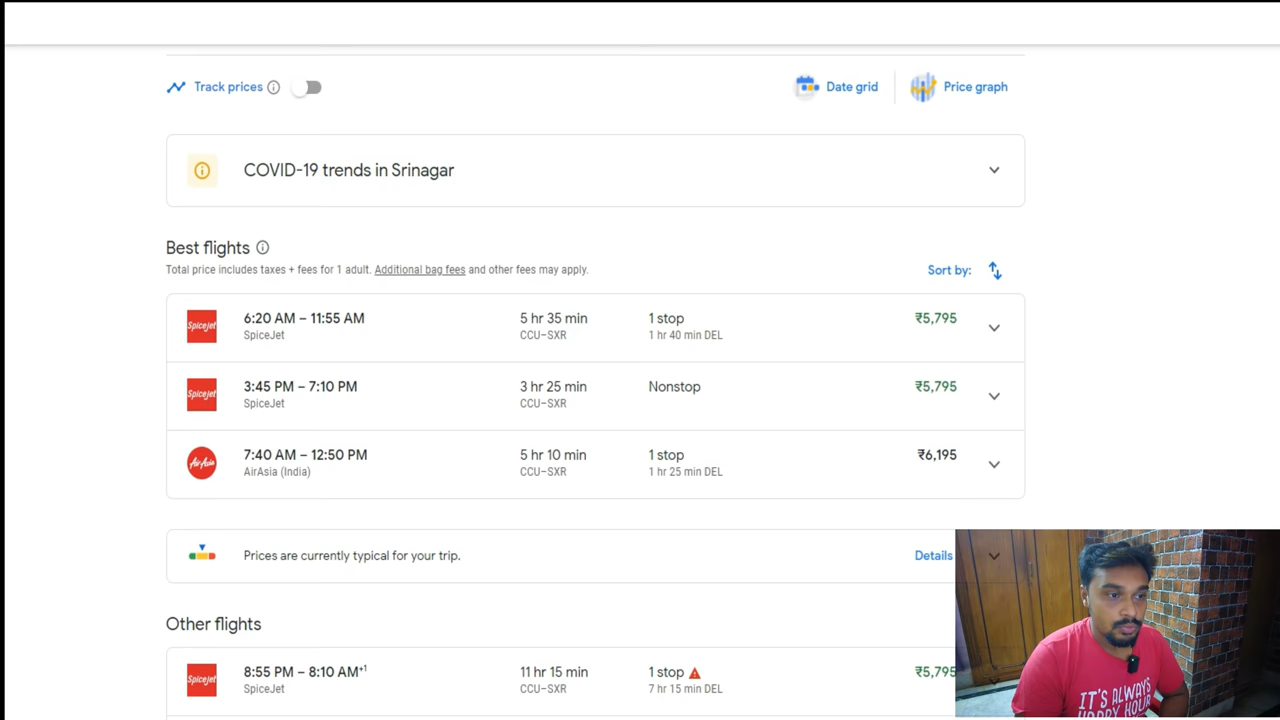 Track prices
Date grid
Price graph
COVID-19 trends in Srinagar
Best flights
Total price includes taxes + fees for 1 adult. Additional bag fees and other fees may apply.
Sort by:
SpiceJet
6:20 AM – 11:55 AM
5 hr 35 min
1 stop
₹5,795
SpiceJet
CCU–SXR
1 hr 40 min DEL
SpiceJet
3:45 PM – 7:10 PM
3 hr 25 min
Nonstop
₹5,795
SpiceJet
CCU–SXR
AirAsia
7:40 AM – 12:50 PM
5 hr 10 min
1 stop
₹6,195
AirAsia (India)
CCU–SXR
1 hr 25 min DEL
Prices are currently typical for your trip.
Details
Other flights
SpiceJet
8:55 PM – 8:10 AM+1
11 hr 15 min
1 stop
₹5,795
SpiceJet
CCU–SXR
7 hr 15 min DEL
IT'S ALWAYS
HAPPY HOUR